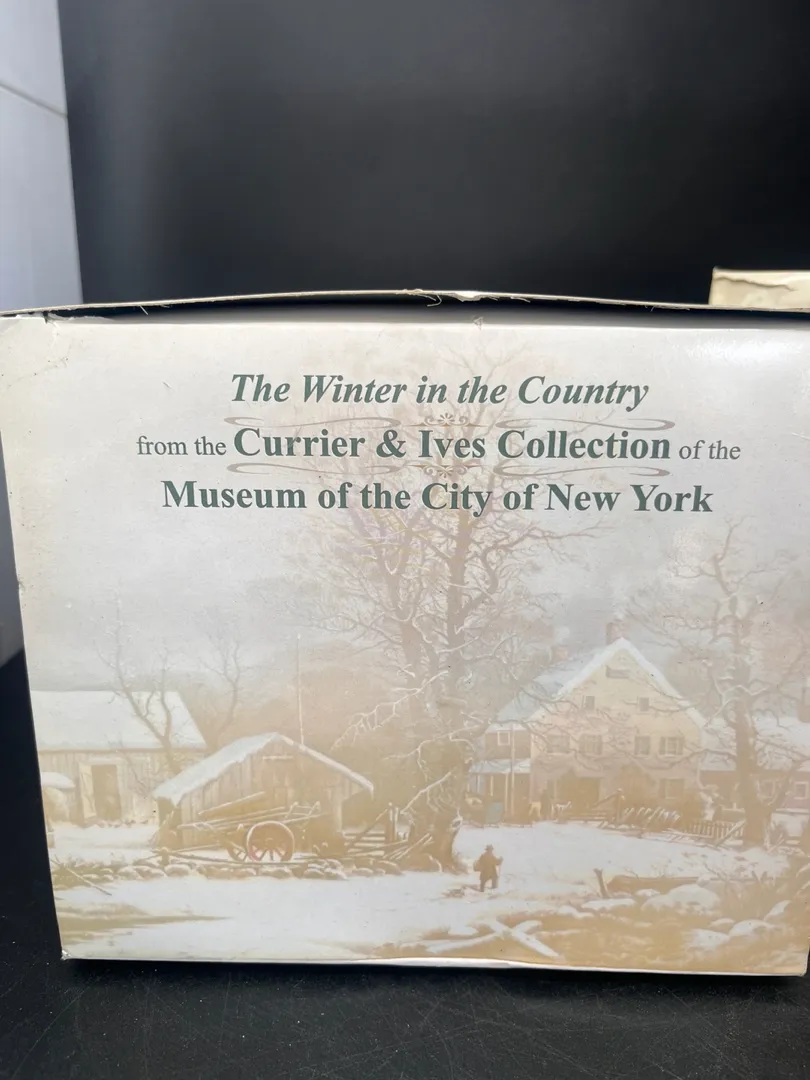 The Winter in the Country
from the Currier & Ives Collection of the
Museum of the City of New York